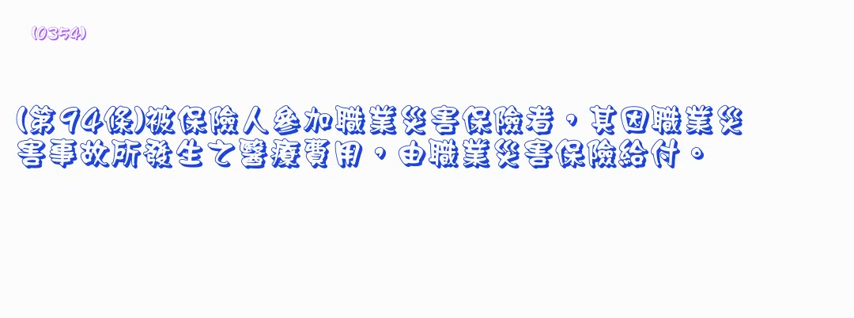 (0354)
(第94條)被保險人參加職業災害保險者，其因職業災
害事故所發生之醫療費用，由職業災害保險給付。